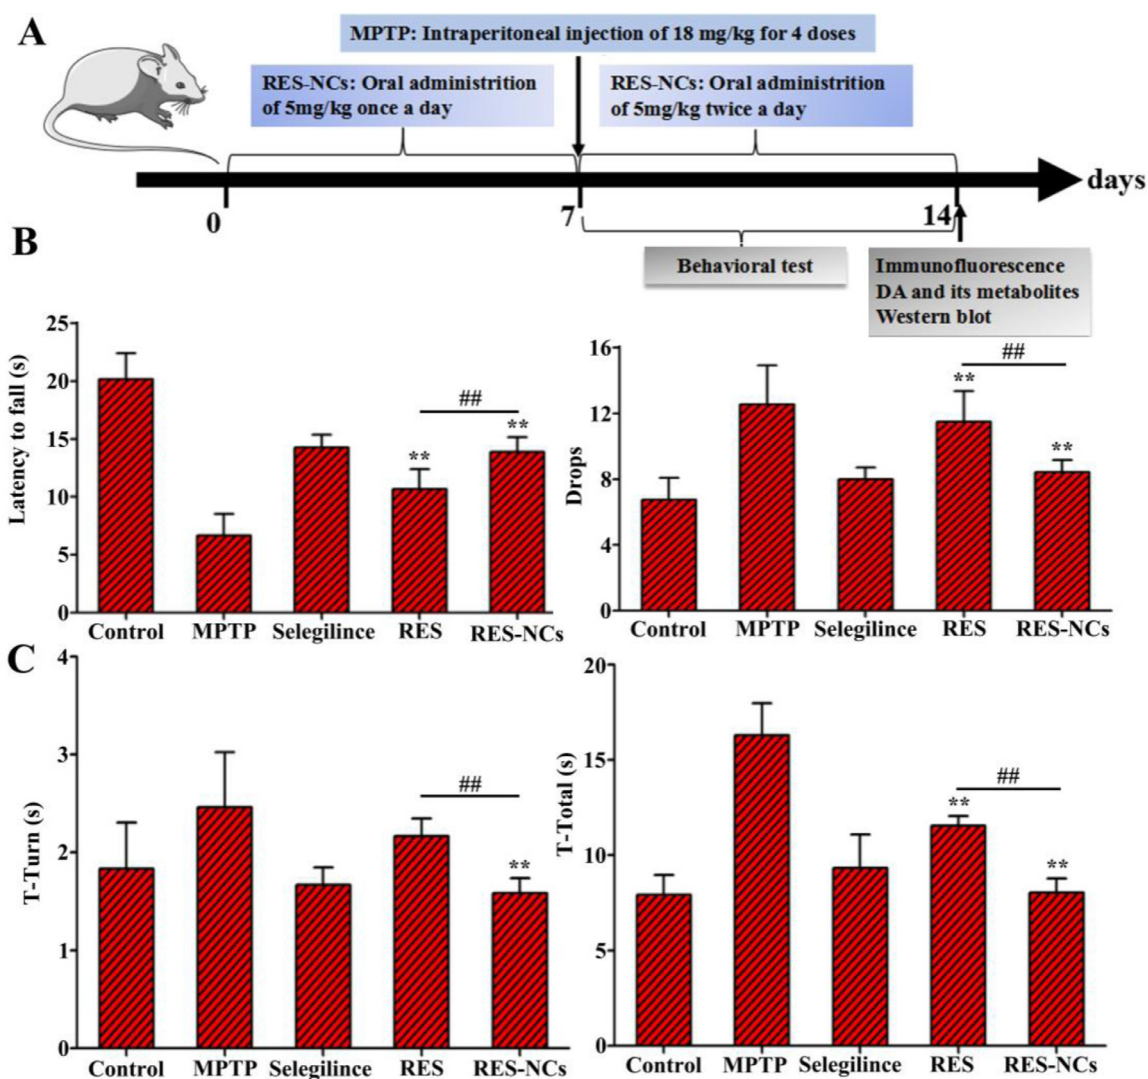 A
MPTP: Intraperitoneal injection of 18 mg/kg for 4 doses
RES-NCs: Oral administrition
of 5mg/kg once a day
RES-NCs: Oral administrition
of 5mg/kg twice a day
days
0
7
14
Behavioral test
Immunofluorescence
DA and its metabolites
Western blot
B
Latency to fall (s)
25
20
15
10
5
0
**
##
**
Control
MPTP
Selegilince
RES
RES-NCs
Drops
16
12
8
4
0
**
##
**
Control
MPTP
Selegilince
RES
RES-NCs
C
T-Turn (s)
4
3
2
1
0
##
**
Control
MPTP
Selegilince
RES
RES-NCs
T-Total (s)
20
15
10
5
0
**
##
**
Control
MPTP
Selegilince
RES
RES-NCs